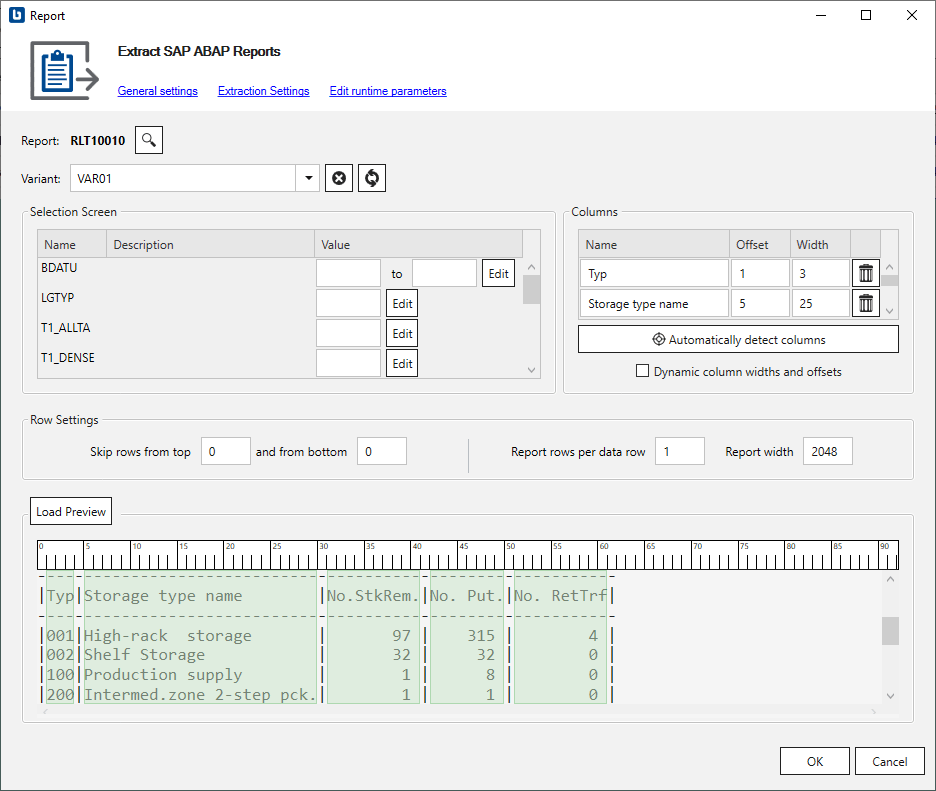 Report
Extract SAP ABAP Reports
General settings Extraction Settings Edit runtime parameters
Report: RLT10010
Variant: VAR01
Selection Screen
Name Description Value
BDATU to Edit
LGTYP Edit
T1_ALLTA Edit
T1_DENSE Edit
Columns
Name Offset Width
Typ 1 3
Storage type name 5 25
Automatically detect columns
Dynamic column widths and offsets
Row Settings
Skip rows from top 0 and from bottom 0 Report rows per data row 1 Report width 2048
Load Preview
0 5 10 15 20 25 30 35 40 45 50 55 60 65 70 75 80 85 90
|Typ|Storage type name |No.StkRem.|No. Put.|No. RetTrf|
|001|High-rack  storage | 97 | 315 | 4 |
|002|Shelf Storage | 32 | 32 | 0 |
|100|Production supply | 1 | 8 | 0 |
|200|Intermed.zone 2-step pck.| 1 | 1 | 0 |
OK Cancel